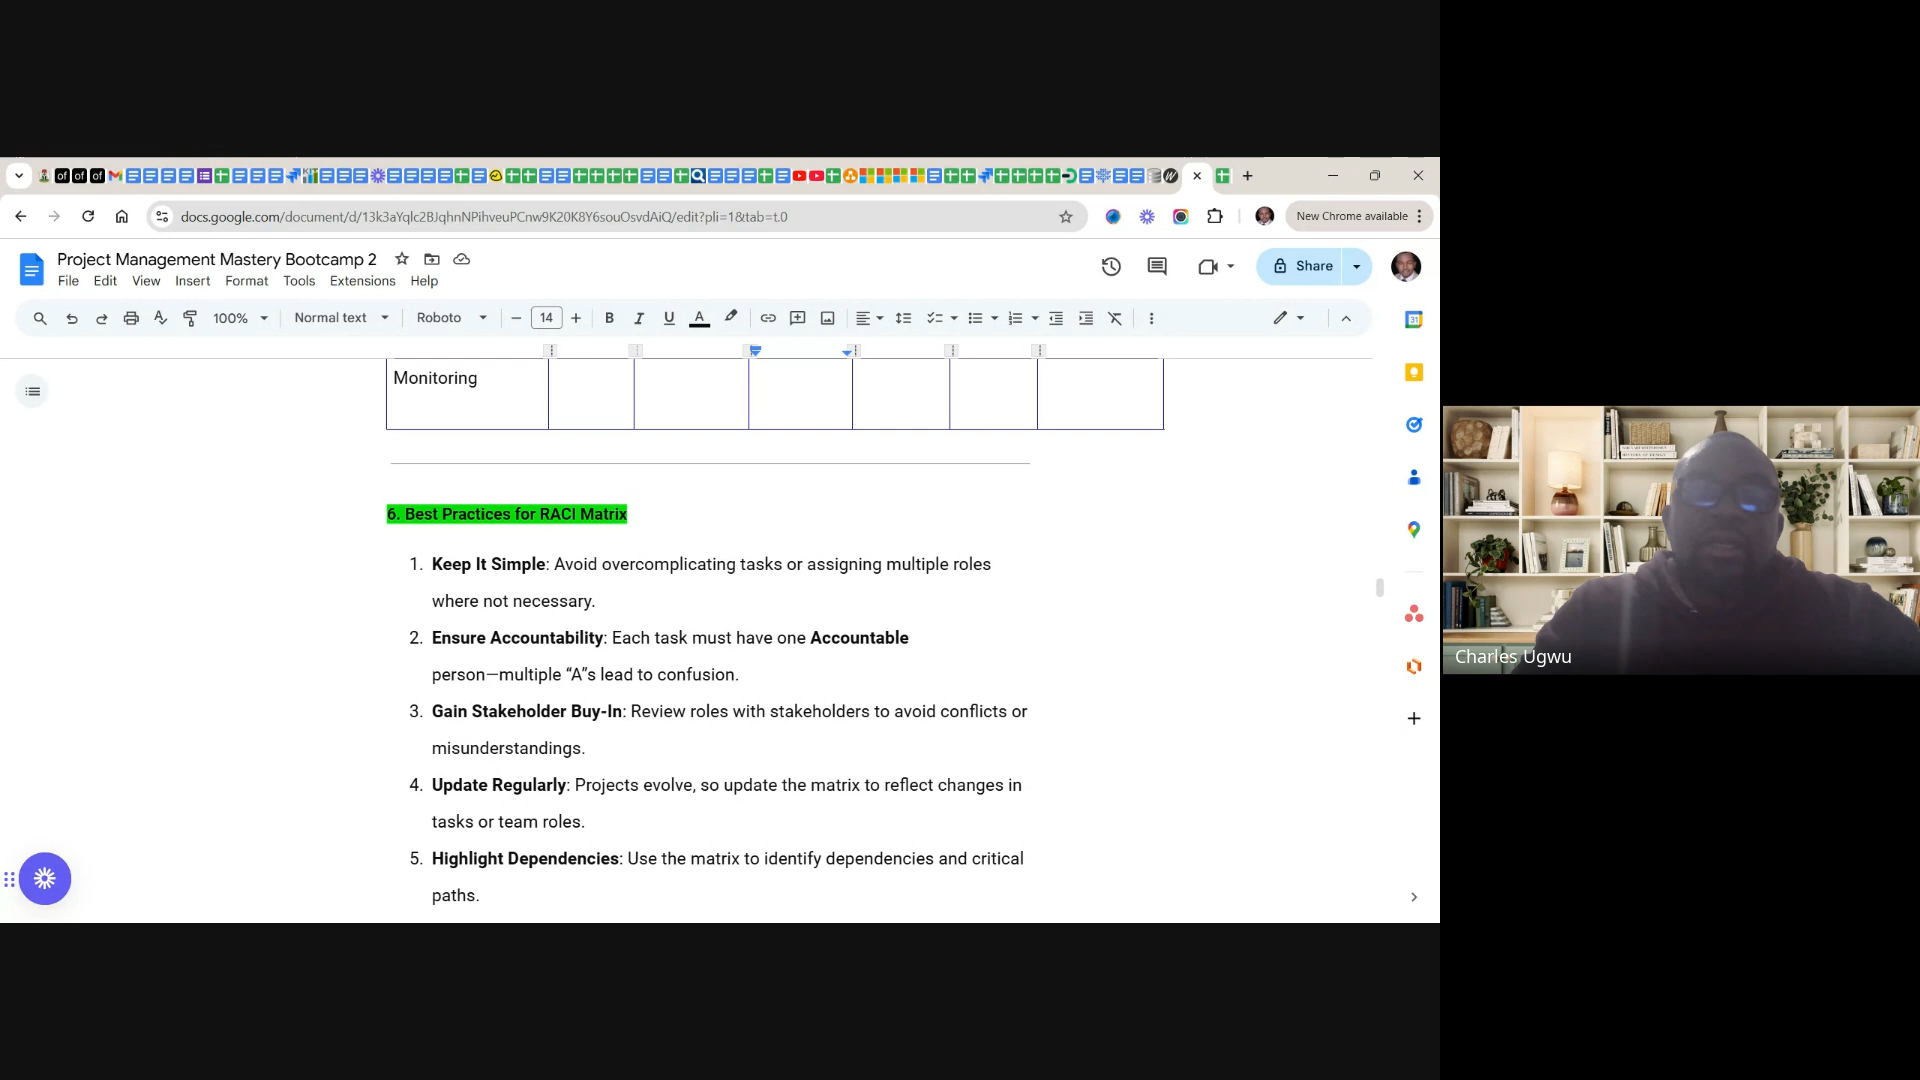 docs.google.com/document/d/13k3aYqlc2BJqhnNPihveuPCnw9K20K8Y6souOsvdAiQ/edit?pli=1&tab=t.0
New Chrome available
Project Management Mastery Bootcamp 2
File Edit View Insert Format Tools Extensions Help
Share
100% Normal text Roboto 14 B I U A
Monitoring
6. Best Practices for RACI Matrix
1. Keep It Simple: Avoid overcomplicating tasks or assigning multiple roles
where not necessary.
2. Ensure Accountability: Each task must have one Accountable
person—multiple “A”s lead to confusion.
3. Gain Stakeholder Buy-In: Review roles with stakeholders to avoid conflicts or
misunderstandings.
4. Update Regularly: Projects evolve, so update the matrix to reflect changes in
tasks or team roles.
5. Highlight Dependencies: Use the matrix to identify dependencies and critical
paths.
Charles Ugwu